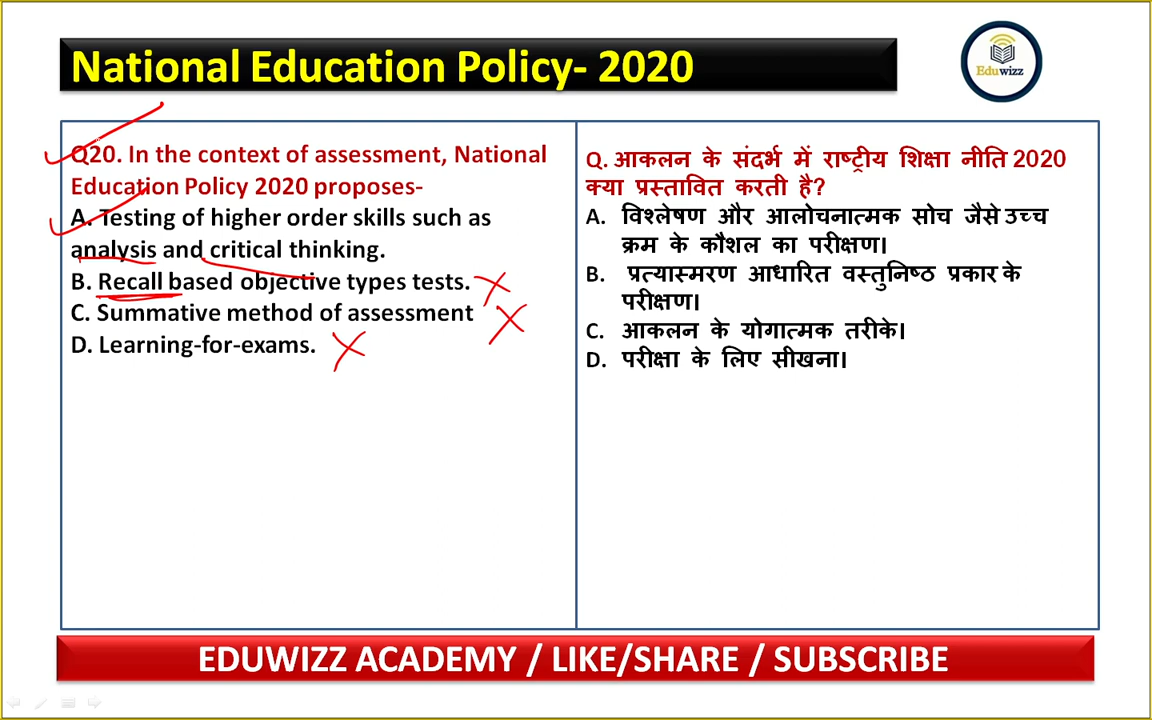 National Education Policy- 2020
Eduwizz
Q20. In the context of assessment, National
Education Policy 2020 proposes-
A. Testing of higher order skills such as
analysis and critical thinking.
B. Recall based objective types tests.
C. Summative method of assessment
D. Learning-for-exams.
Q. आकलन के संदर्भ में राष्ट्रीय शिक्षा नीति 2020
क्या प्रस्तावित करती है?
A. विश्लेषण और आलोचनात्मक सोच जैसे उच्च
क्रम के कौशल का परीक्षण।
B. प्रत्यास्मरण आधारित वस्तुनिष्ठ प्रकार के
परीक्षण।
C. आकलन के योगात्मक तरीके।
D. परीक्षा के लिए सीखना।
EDUWIZZ ACADEMY / LIKE/SHARE / SUBSCRIBE